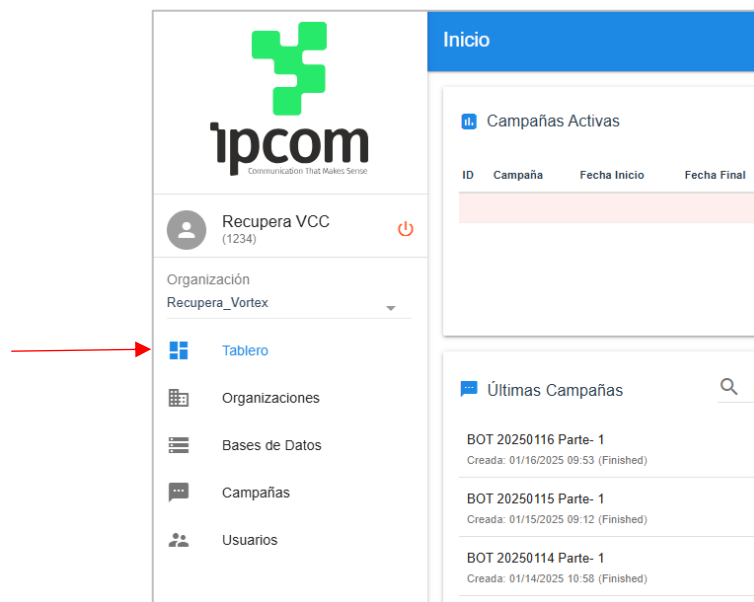 ipcom
Communication That Makes Sense
Recupera VCC
(1234)
Organización
Recupera_Vortex
Tablero
Organizaciones
Bases de Datos
Campañas
Usuarios
Inicio
Campañas Activas
ID Campaña Fecha Inicio Fecha Final
Últimas Campañas
BOT 20250116 Parte- 1
Creada: 01/16/2025 09:53 (Finished)
BOT 20250115 Parte- 1
Creada: 01/15/2025 09:12 (Finished)
BOT 20250114 Parte- 1
Creada: 01/14/2025 10:58 (Finished)